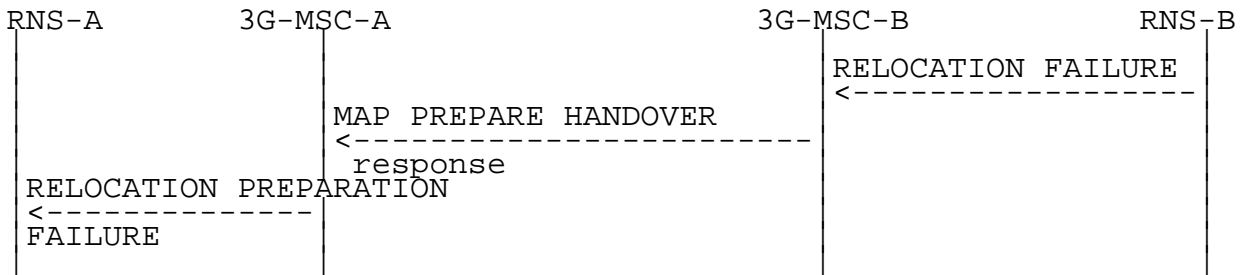 RNS-A 3G-MSC-A 3G-MSC-B RNS-B
RELOCATION FAILURE
MAP PREPARE HANDOVER
response
RELOCATION PREPARATION
FAILURE